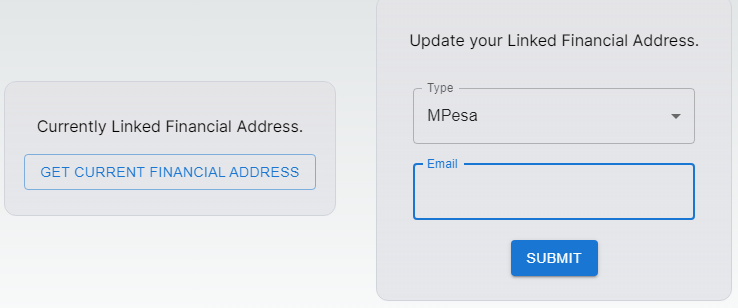 Currently Linked Financial Address.
GET CURRENT FINANCIAL ADDRESS
Update your Linked Financial Address.
Type
MPesa
Email
SUBMIT